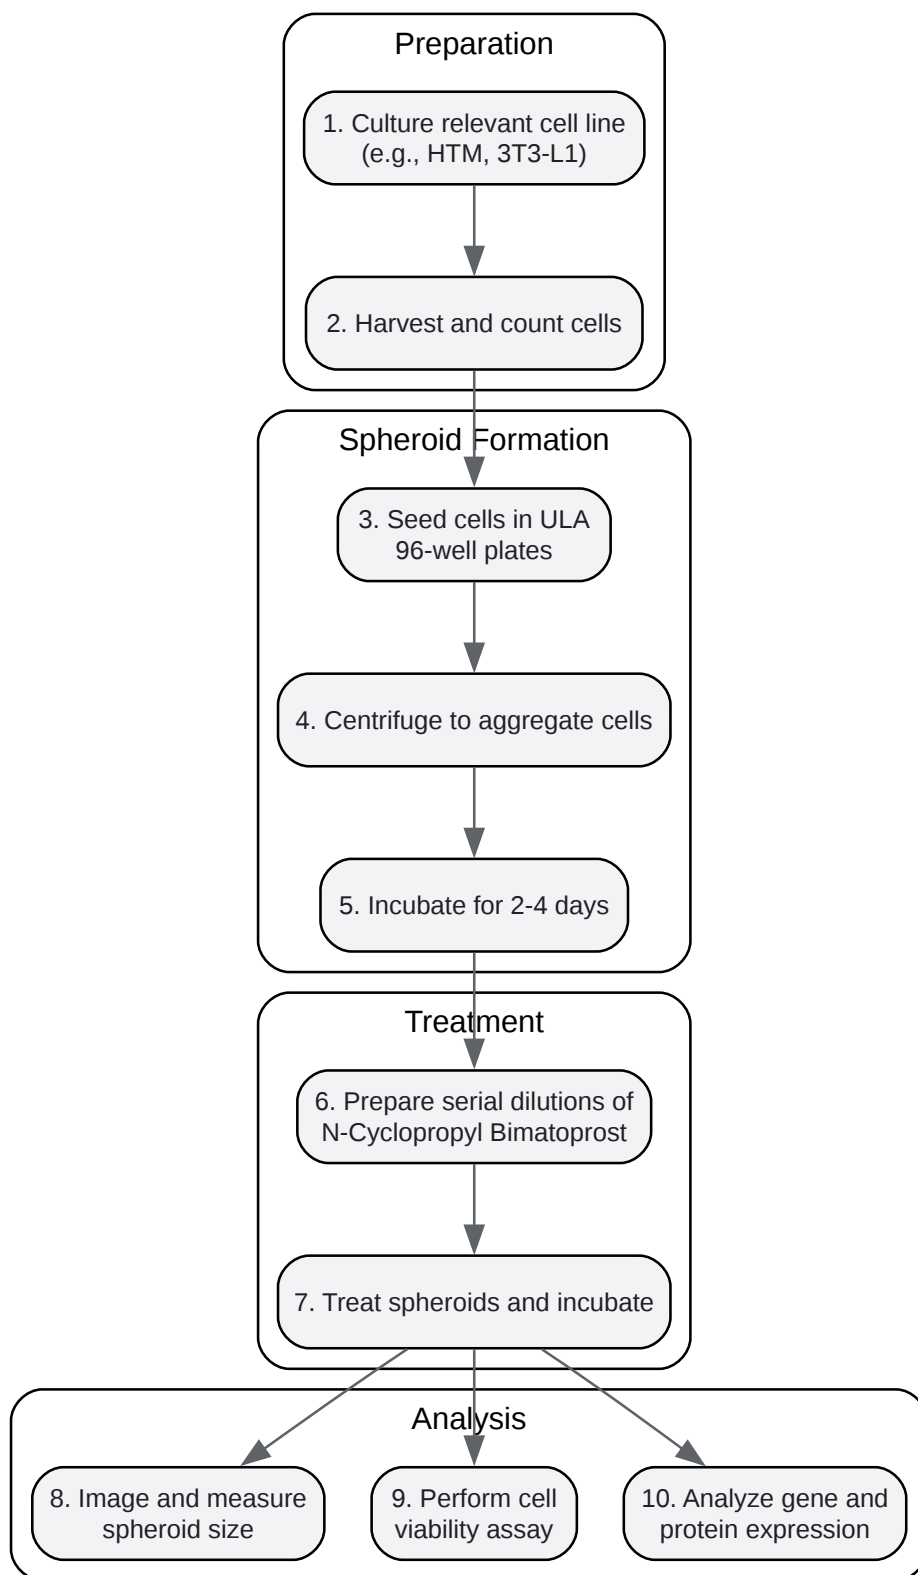 Preparation
1. Culture relevant cell line
(e.g., HTM, 3T3-L1)
2. Harvest and count cells
Spheroid Formation
3. Seed cells in ULA
96-well plates
4. Centrifuge to aggregate cells
5. Incubate for 2-4 days
Treatment
6. Prepare serial dilutions of
N-Cyclopropyl Bimatoprost
7. Treat spheroids and incubate
Analysis
8. Image and measure
spheroid size
9. Perform cell
viability assay
10. Analyze gene and
protein expression